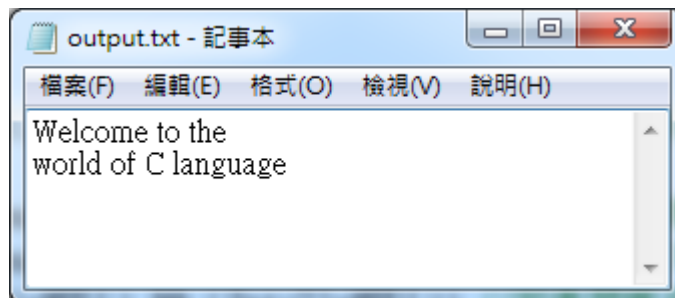 output.txt - 記事本
檔案(F) 編輯(E) 格式(O) 檢視(V) 說明(H)
Welcome to the
world of C language